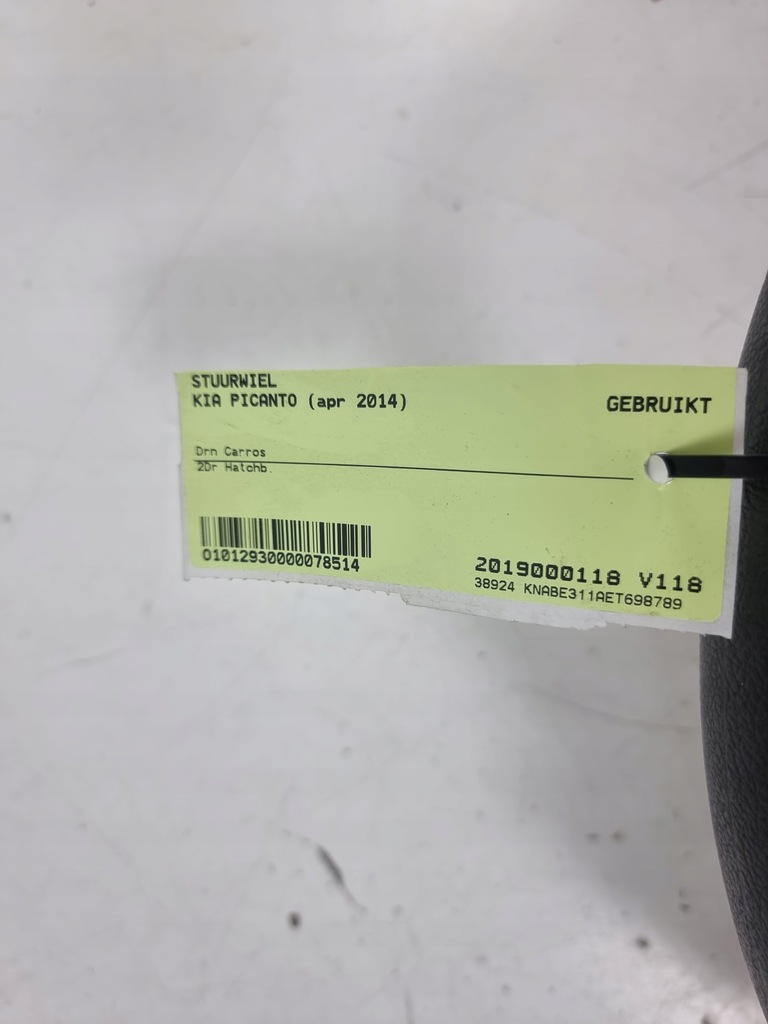 STUURWIEL
KIA PICANTO (apr 2014)
GEBRUIKT
Drn Carros
2Dr Hatchb.
01012930000078514
2019000118 V118
38924 KNABE311AET698789